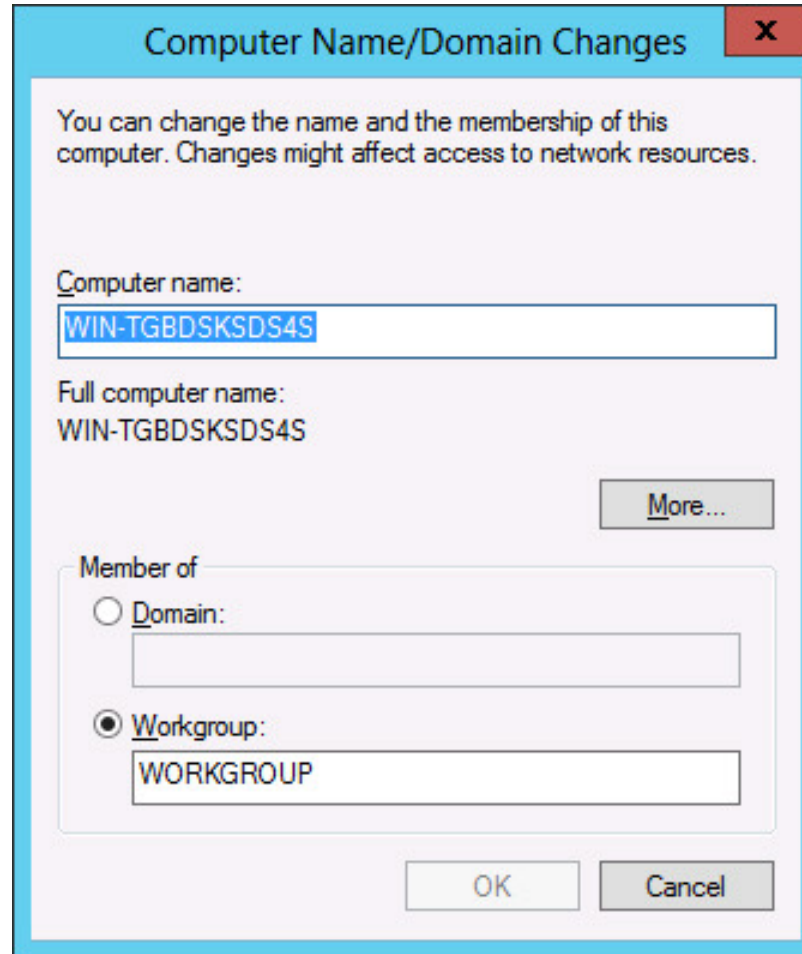 Computer Name/Domain Changes
x
You can change the name and the membership of this
computer. Changes might affect access to network resources.
Computer name:
WIN-TGBDSKSDS4S
Full computer name:
WIN-TGBDSKSDS4S
More...
Member of
Domain:
Workgroup:
WORKGROUP
OK Cancel